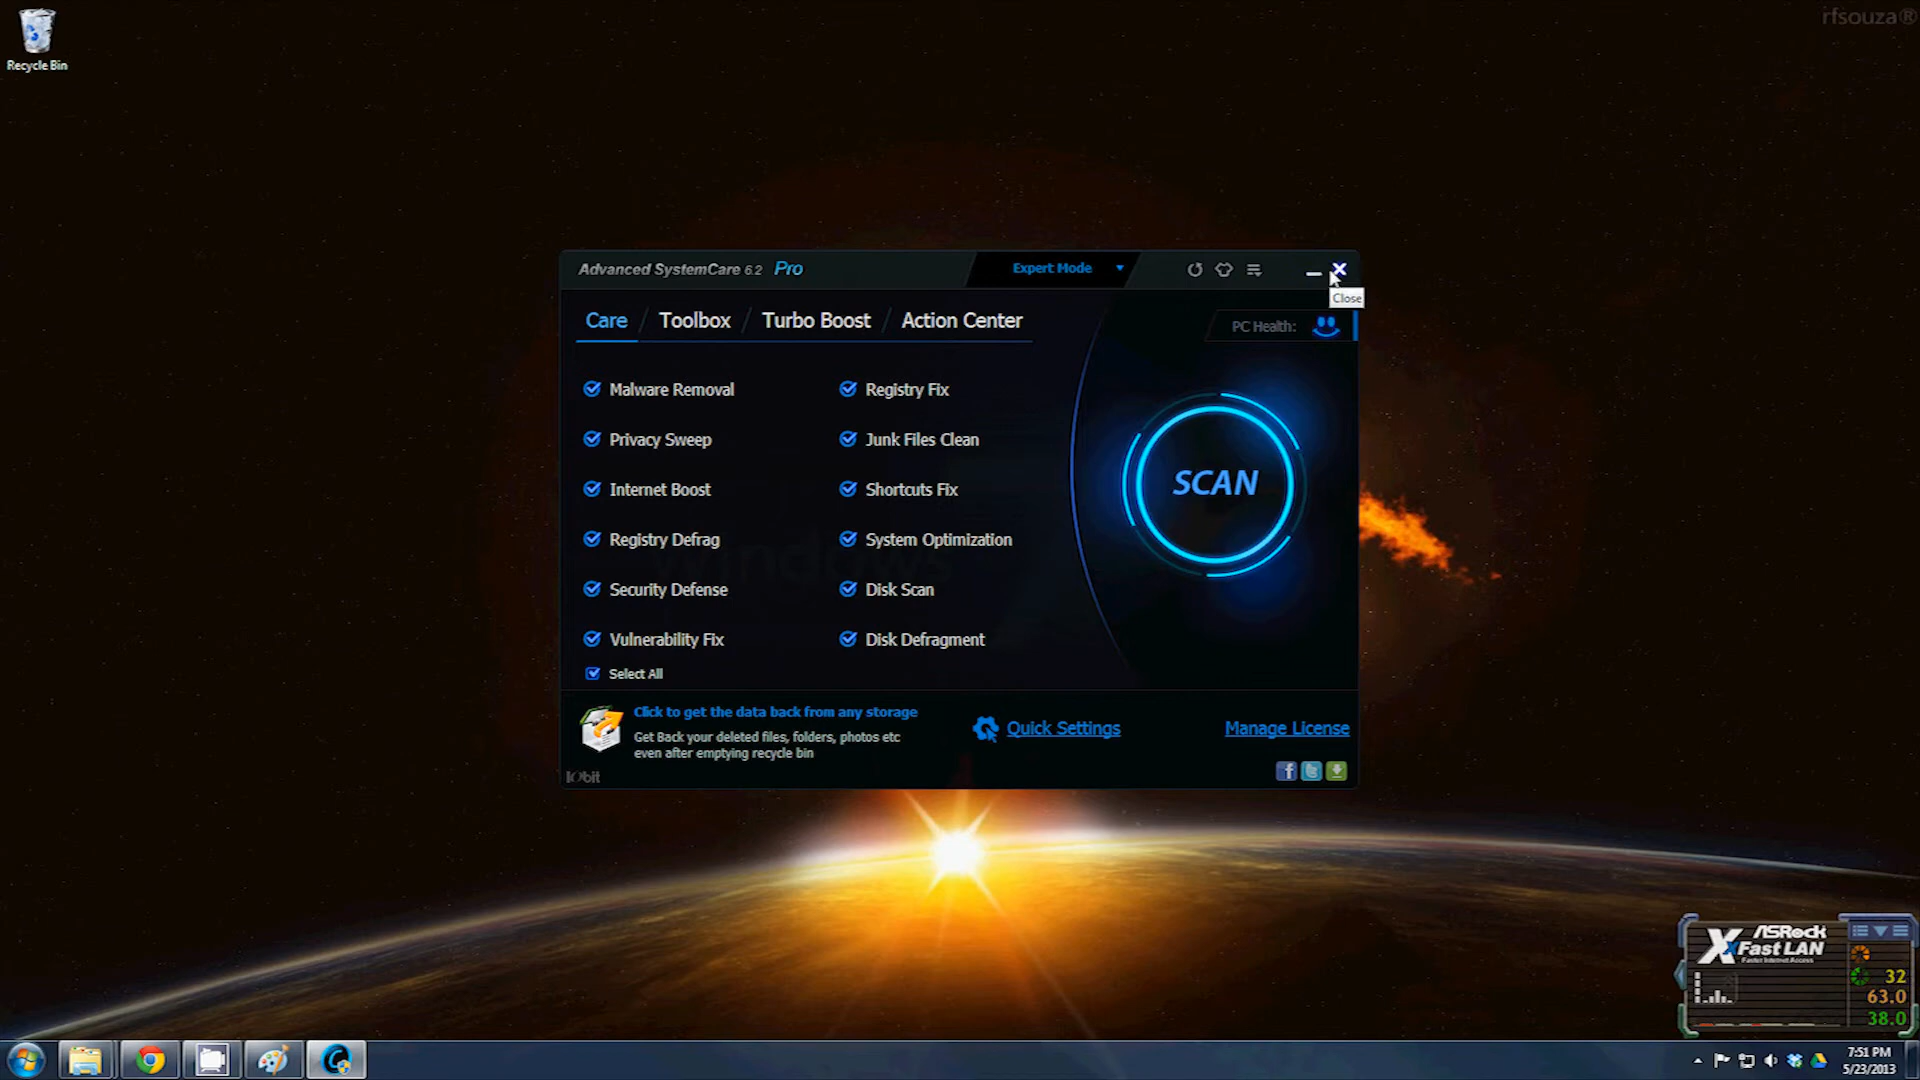 rfsouza®
Recycle Bin
Advanced SystemCare 6.2 Pro
Expert Mode
Close
Care / Toolbox / Turbo Boost / Action Center
PC Health:
Malware Removal
Registry Fix
Privacy Sweep
Junk Files Clean
Internet Boost
Shortcuts Fix
Registry Defrag
System Optimization
Security Defense
Disk Scan
Vulnerability Fix
Disk Defragment
Select All
SCAN
windows
Click to get the data back from any storage
Get Back your deleted files, folders, photos etc
even after emptying recycle bin
Quick Settings
Manage License
IObit
ASRock
XFast LAN
Faster Internet Access
32
63.0
38.0
7:51 PM
5/23/2013